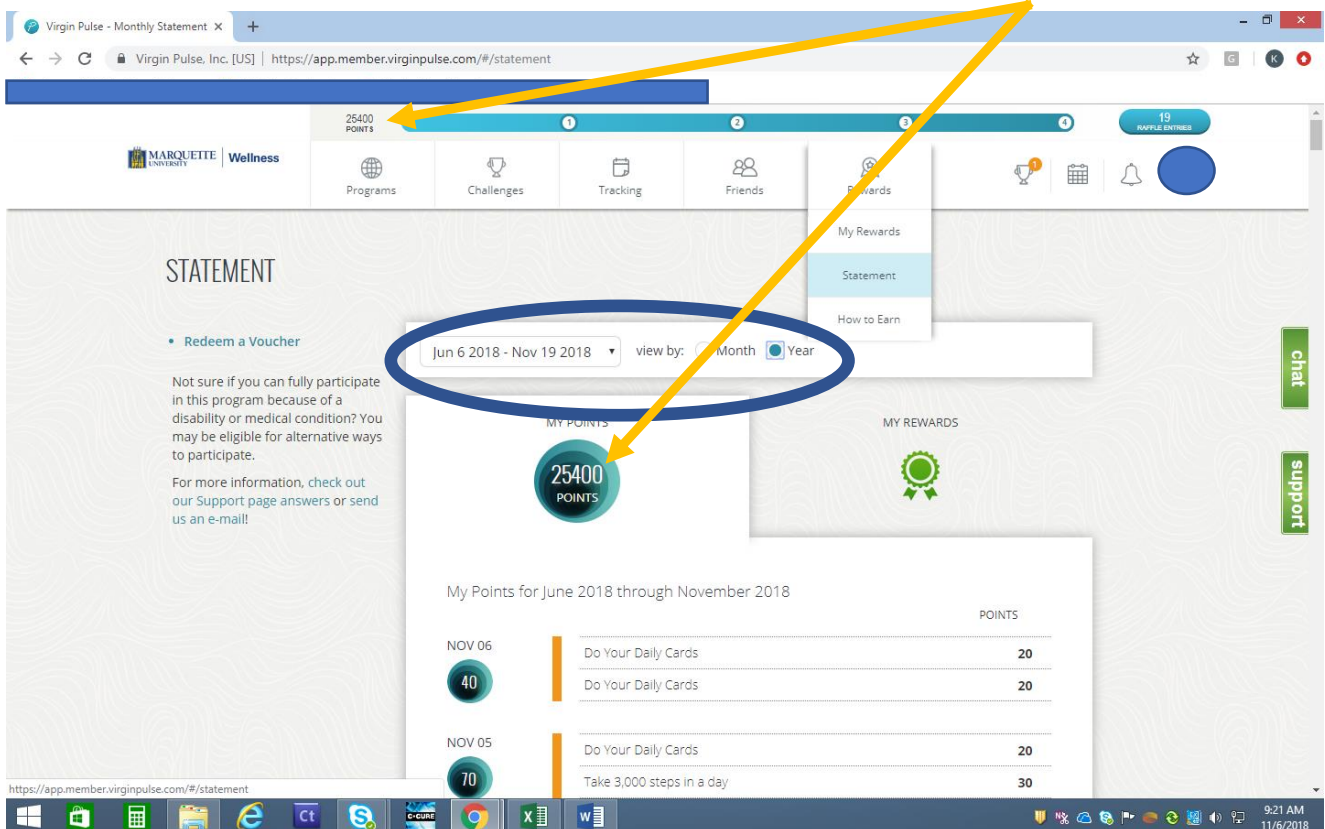 Virgin Pulse - Monthly Statement
Virgin Pulse, Inc. [US] | https://app.member.virginpulse.com/#/statement
G
K
25400
POINTS
1
2
3
4
19
RAFFLE ENTRIES
MARQUETTE
UNIVERSITY
Wellness
Programs
Challenges
Tracking
Friends
Rewards
1
My Rewards
Statement
How to Earn
STATEMENT
• Redeem a Voucher
Not sure if you can fully participate
in this program because of a
disability or medical condition? You
may be eligible for alternative ways
to participate.
For more information, check out
our Support page answers or send
us an e-mail!
Jun 6 2018 - Nov 19 2018 view by: Month Year
chat
support
MY POINTS
25400
POINTS
MY REWARDS
My Points for June 2018 through November 2018
POINTS
NOV 06
40
Do Your Daily Cards 20
Do Your Daily Cards 20
NOV 05
70
Do Your Daily Cards 20
Take 3,000 steps in a day 30
https://app.member.virginpulse.com/#/statement
Ct
C•CURE
9:21 AM
11/6/2018